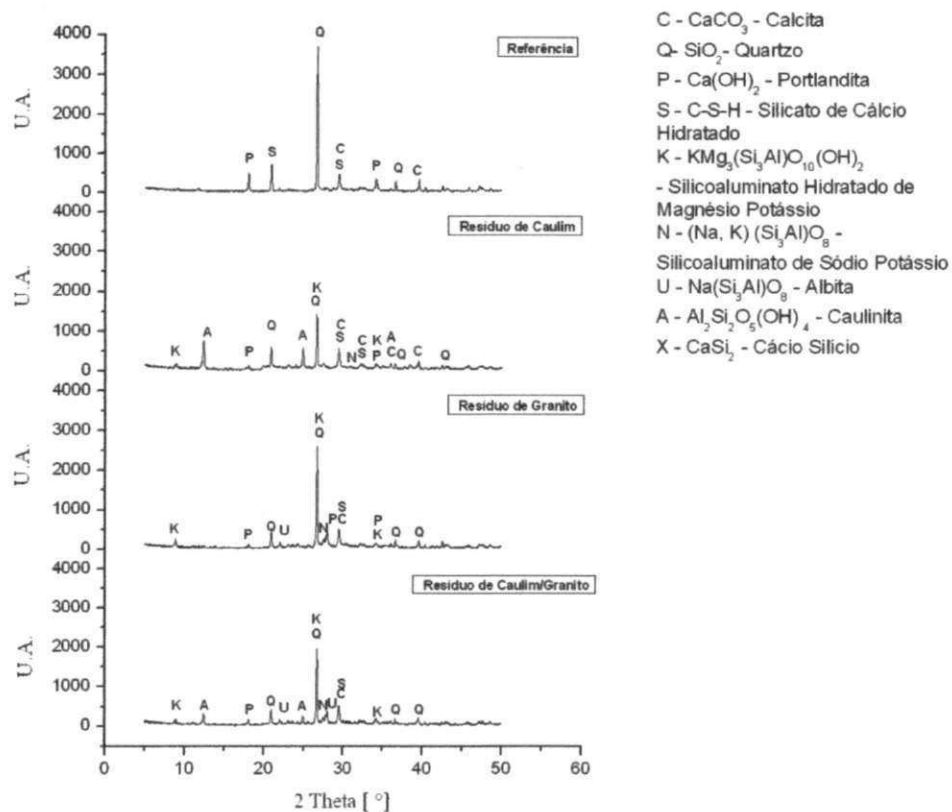 4000
3000
2000
1000
0
U.A.
Referência
Q
P
S
C
S
P
Q
C
4000
3000
2000
1000
0
U.A.
Resíduo de Caulim
K
A
P
Q
A
K
Q
C
S
N
C
S
K
P
A
C
Q
C
Q
4000
3000
2000
1000
0
U.A.
Resíduo de Granito
K
P
Q
U
K
Q
N
P
S
C
P
K
Q
Q
4000
3000
2000
1000
0
U.A.
Resíduo de Caulim/Granito
K
A
P
Q
U
A
K
Q
N
U
S
C
K
Q
Q
0 10 20 30 40 50 60
2 Theta [ °]
C - CaCO₃ - Calcita
Q- SiO₂- Quartzo
P - Ca(OH)₂ - Portlandita
S - C-S-H - Silicato de Cálcio
Hidratado
K - KMg₃(Si₃Al)O₁₀(OH)₂
- Silicoaluminato Hidratado de
Magnésio Potássio
N - (Na, K) (Si₃Al)O₈ -
Silicoaluminato de Sódio Potássio
U - Na(Si₃Al)O₈ - Albita
A - Al₂Si₂O₅(OH)₄ - Caulinita
X - CaSi₂ - Cácio Silício